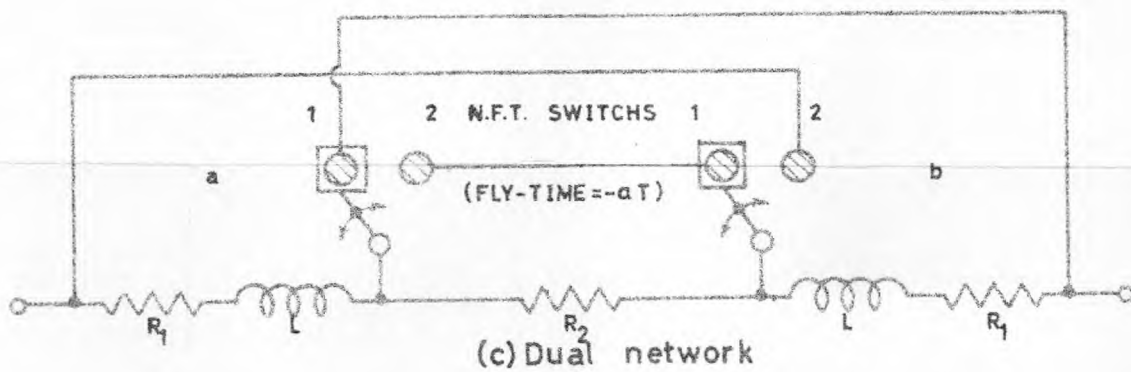 1 2 N.F.T. SWITCHS 1 2
a (FLY-TIME=-aT) b
R1 L R2 L R1
(c) Dual network